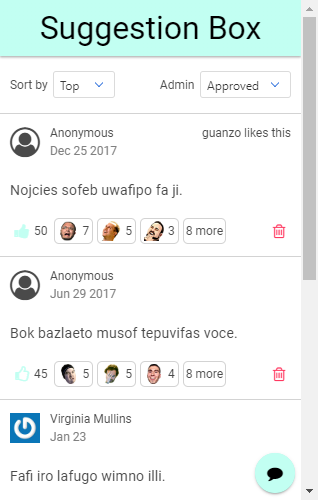 Suggestion Box
Sort by Top Admin Approved
Anonymous guanzo likes this
Dec 25 2017
Nojcies sofeb uwafipo fa ji.
50 7 5 3 8 more
Anonymous
Jun 29 2017
Bok bazlaeto musof tepuvifas voce.
45 5 5 4 8 more
Virginia Mullins
Jan 23
Fafi iro lafugo wimno illi.